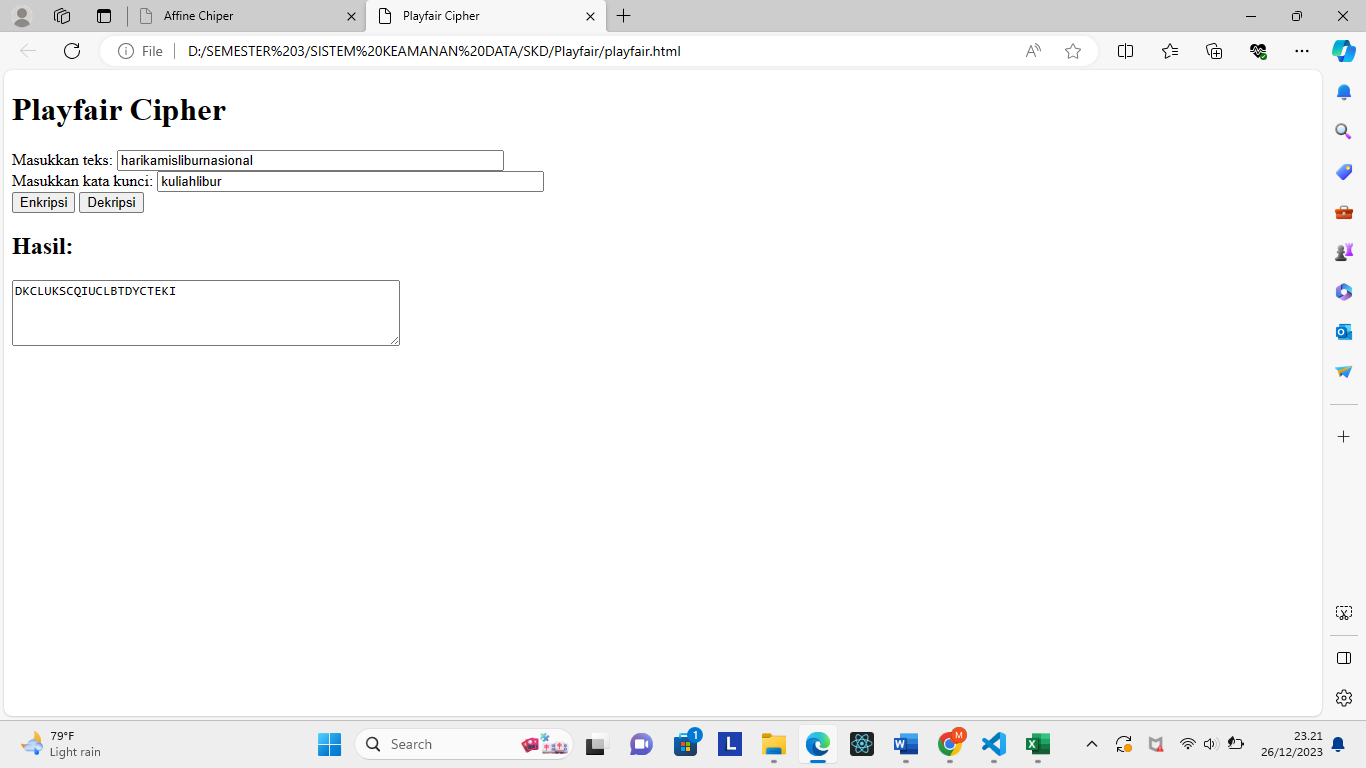 Affine Chiper
Playfair Cipher
File
D:/SEMESTER%203/SISTEM%20KEAMANAN%20DATA/SKD/Playfair/playfair.html
Playfair Cipher
Masukkan teks: harikamisliburnasional
Masukkan kata kunci: kuliahlibur
Enkripsi Dekripsi
Hasil:
DKCLUKSCQIUCLBTDYCTEKI
79°F
Light rain
Search
1
L
M
23.21
26/12/2023